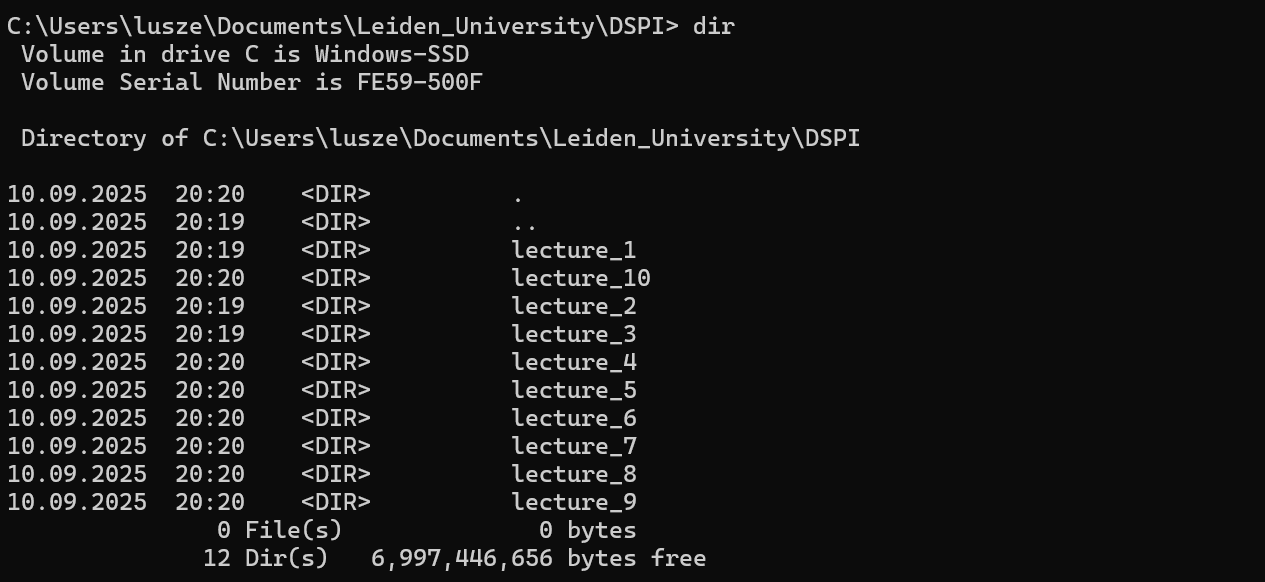 C:\Users\lusze\Documents\Leiden_University\DSPI> dir
 Volume in drive C is Windows-SSD
 Volume Serial Number is FE59-500F

 Directory of C:\Users\lusze\Documents\Leiden_University\DSPI

10.09.2025  20:20    <DIR>          .
10.09.2025  20:19    <DIR>          ..
10.09.2025  20:19    <DIR>          lecture_1
10.09.2025  20:20    <DIR>          lecture_10
10.09.2025  20:19    <DIR>          lecture_2
10.09.2025  20:19    <DIR>          lecture_3
10.09.2025  20:20    <DIR>          lecture_4
10.09.2025  20:20    <DIR>          lecture_5
10.09.2025  20:20    <DIR>          lecture_6
10.09.2025  20:20    <DIR>          lecture_7
10.09.2025  20:20    <DIR>          lecture_8
10.09.2025  20:20    <DIR>          lecture_9
               0 File(s)              0 bytes
              12 Dir(s)   6,997,446,656 bytes free